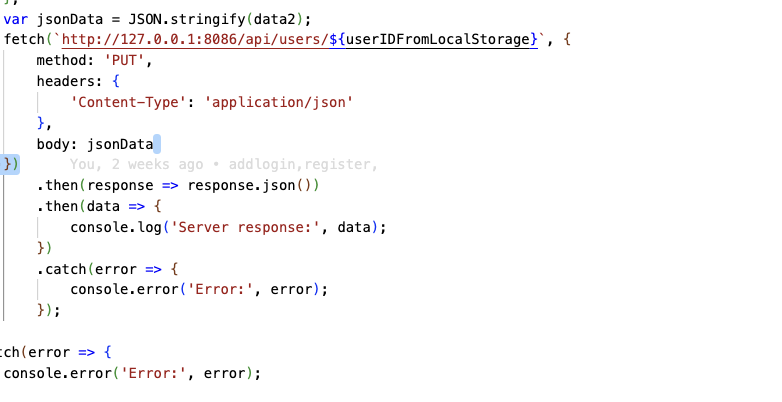 };
var jsonData = JSON.stringify(data2);
fetch(`http://127.0.0.1:8086/api/users/${userIDFromLocalStorage}`, {
method: 'PUT',
headers: {
'Content-Type': 'application/json'
},
body: jsonData
}) You, 2 weeks ago • addlogin,register,
.then(response => response.json())
.then(data => {
console.log('Server response:', data);
})
.catch(error => {
console.error('Error:', error);
});
tch(error => {
console.error('Error:', error);